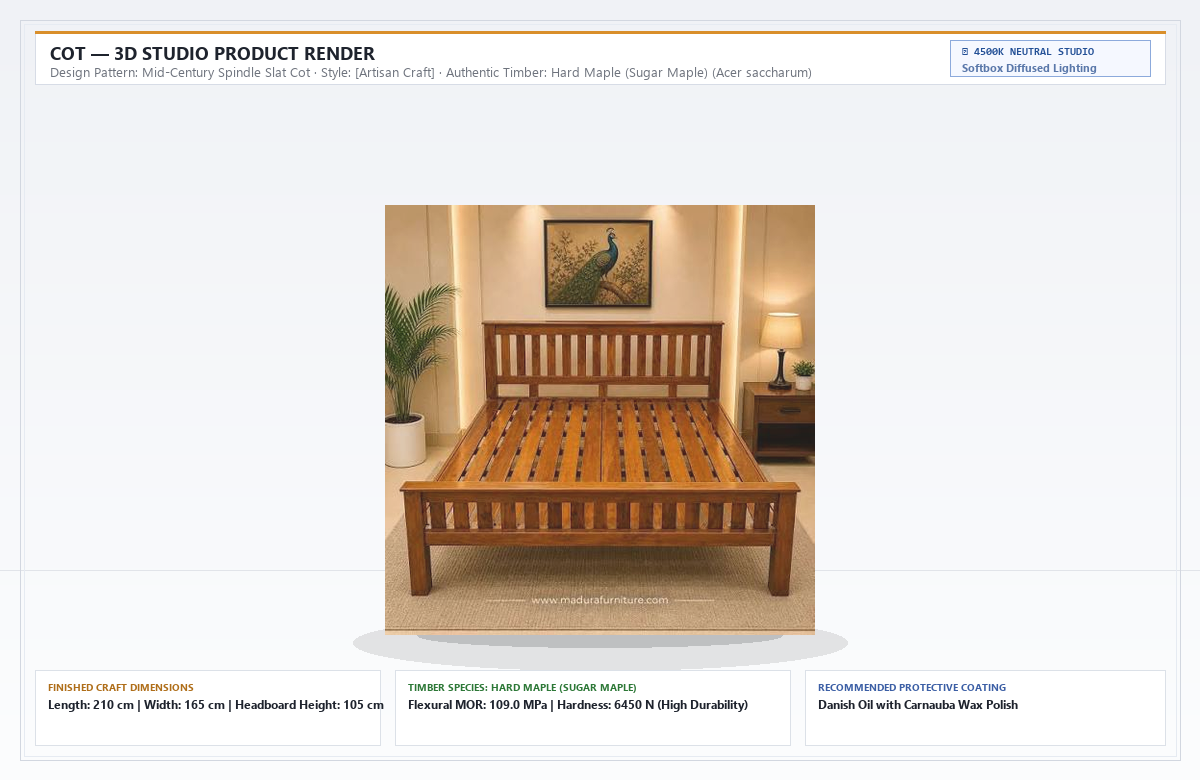 COT — 3D STUDIO PRODUCT RENDER
Design Pattern: Mid-Century Spindle Slat Cot · Style: [Artisan Craft] · Authentic Timber: Hard Maple (Sugar Maple) (Acer saccharum)
4500K NEUTRAL STUDIO
Softbox Diffused Lighting
www.madurafurniture.com
FINISHED CRAFT DIMENSIONS
Length: 210 cm | Width: 165 cm | Headboard Height: 105 cm
TIMBER SPECIES: HARD MAPLE (SUGAR MAPLE)
Flexural MOR: 109.0 MPa | Hardness: 6450 N (High Durability)
RECOMMENDED PROTECTIVE COATING
Danish Oil with Carnauba Wax Polish